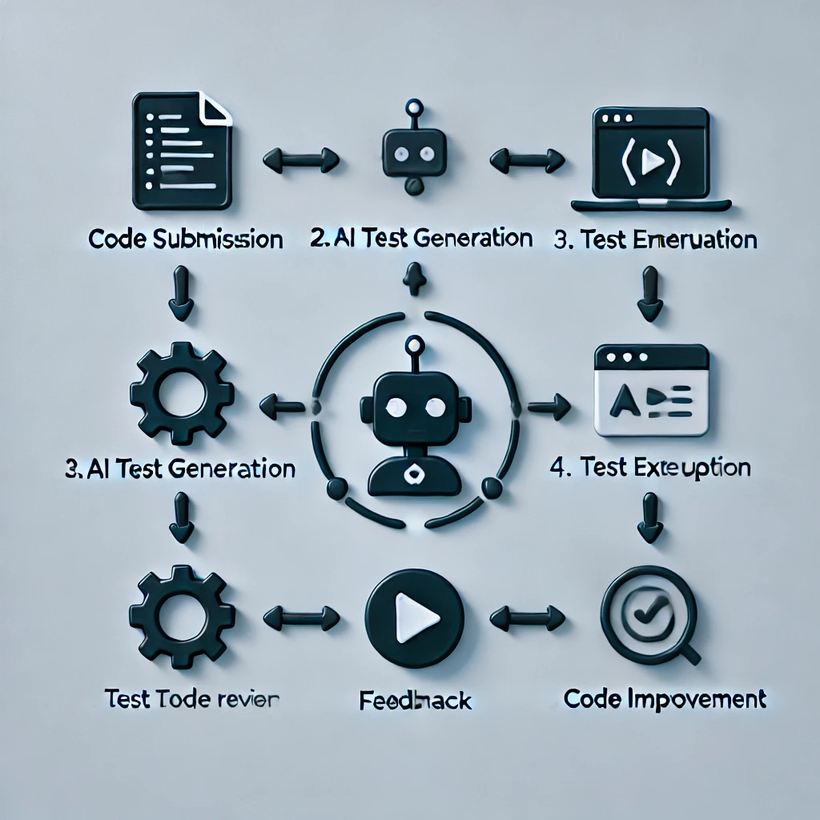 Code Submission
2. AI Test Generation
3. Test Emeruation
3. AI Test Generation
4. Test Exteuption
Test Tode revier
Feedback
Code Impovement